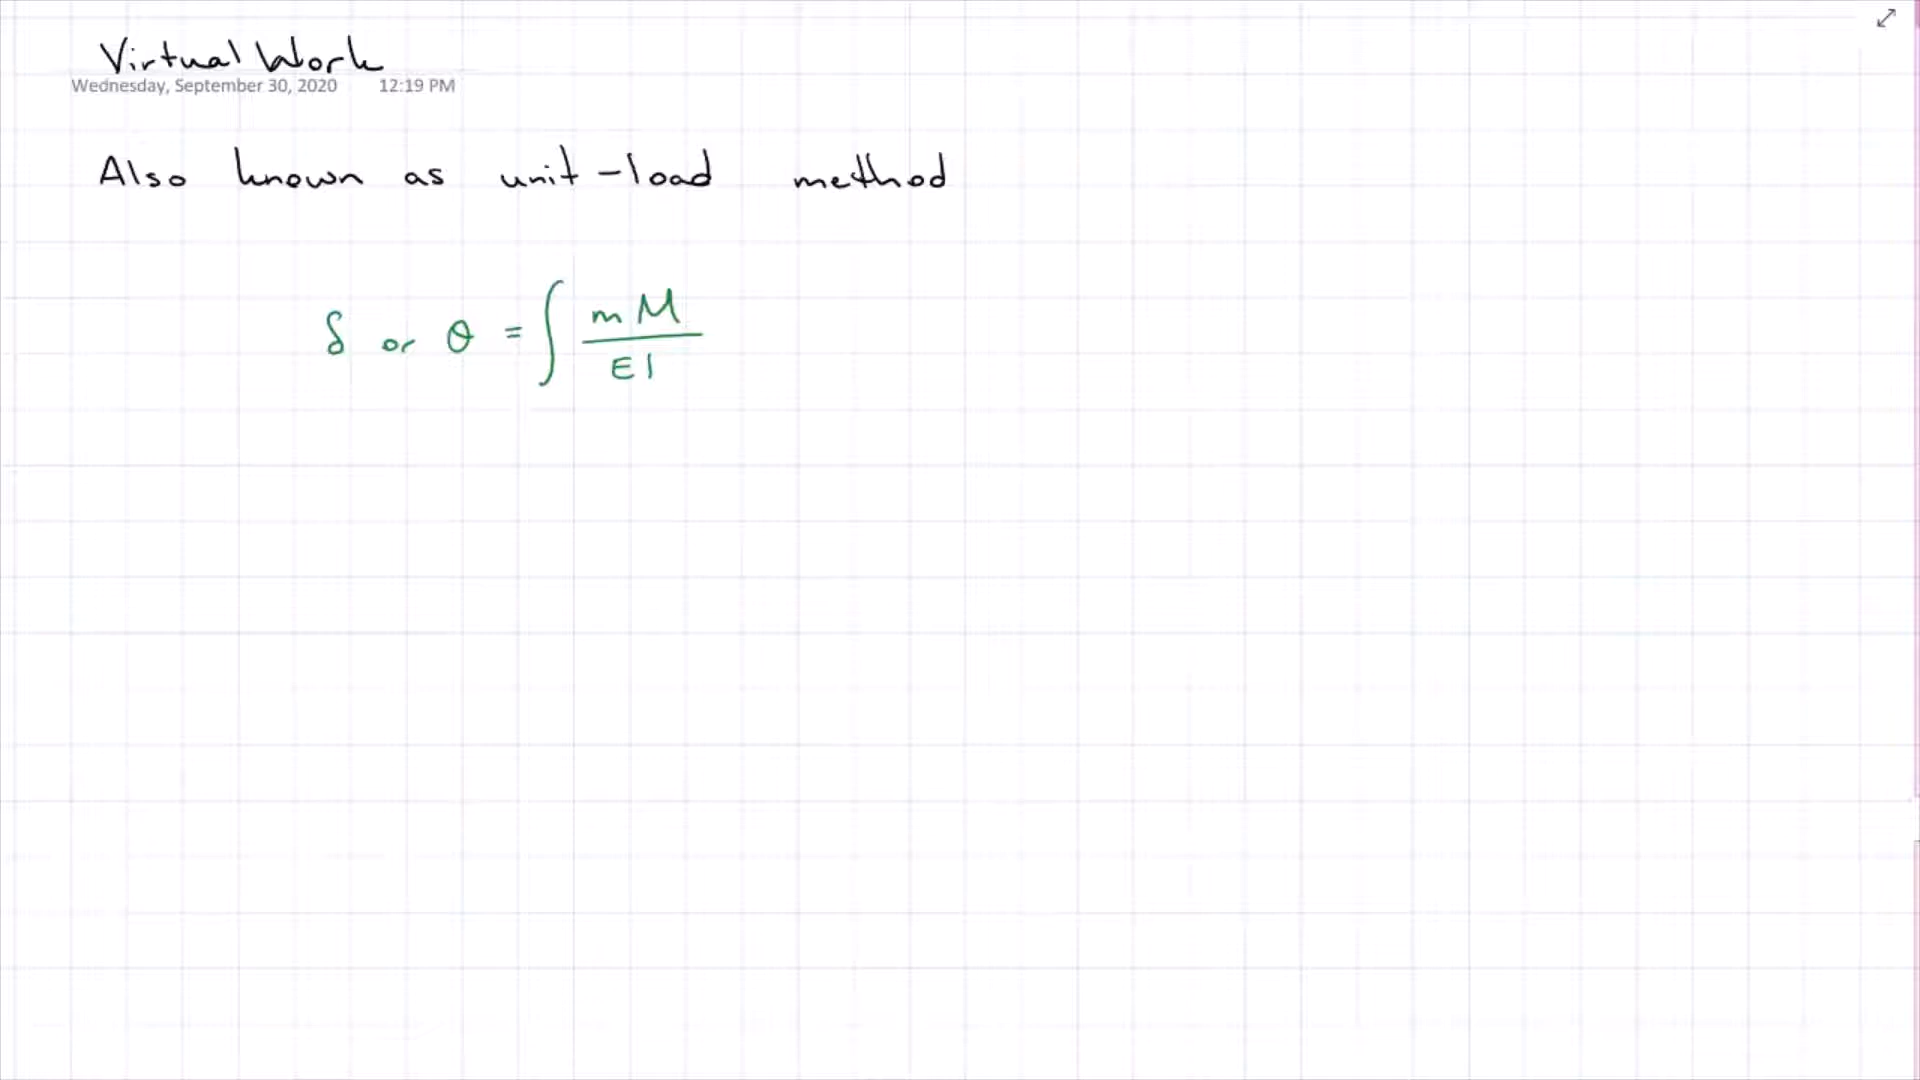 Virtual Work
Wednesday, September 30, 2020 12:19 PM
Also known as unit-load method
δ or θ = ∫ mM / EI